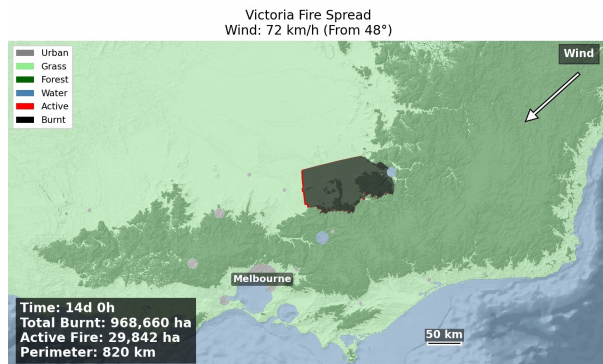 Victoria Fire Spread
Wind: 72 km/h (From 48°)
Urban
Grass
Forest
Water
Active
Burnt
Wind
Melbourne
Time: 14d 0h
Total Burnt: 968,660 ha
Active Fire: 29,842 ha
Perimeter: 820 km
50 km